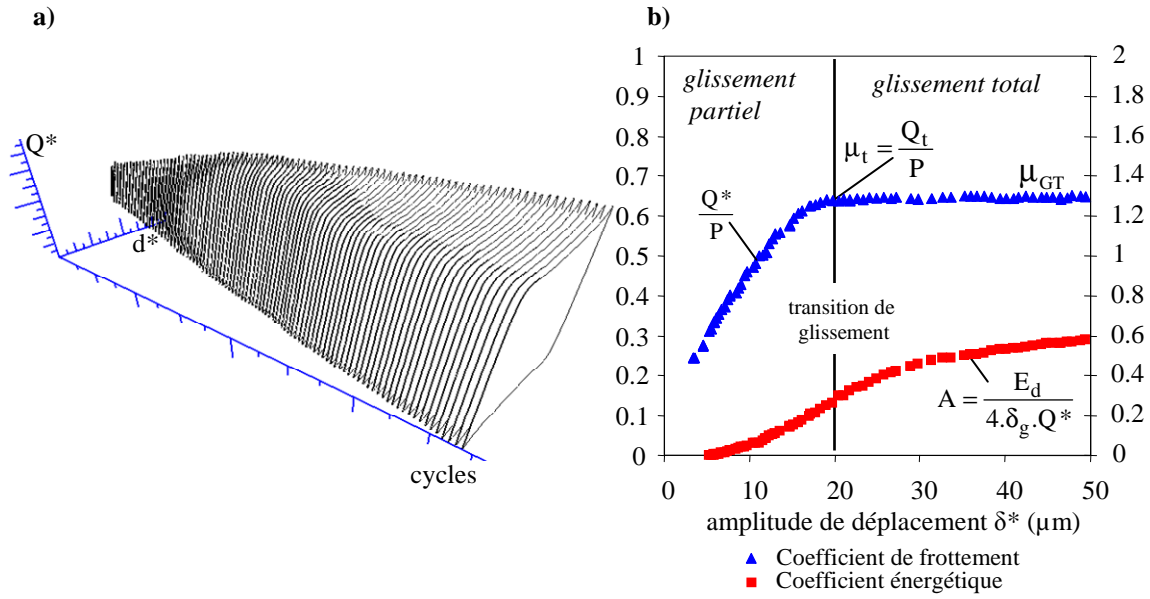 a)
Q*
d*
cycles
b)
1
0.9
0.8
0.7
0.6
0.5
0.4
0.3
0.2
0.1
0
2
1.8
1.6
1.4
1.2
1
0.8
0.6
0.4
0.2
0
glissement
partiel
glissement total
μt = Qt / P
μGT
Q* / P
transition de
glissement
A = Ed / 4.δg.Q*
0 10 20 30 40 50
amplitude de déplacement δ* (μm)
Coefficient de frottement
Coefficient énergétique